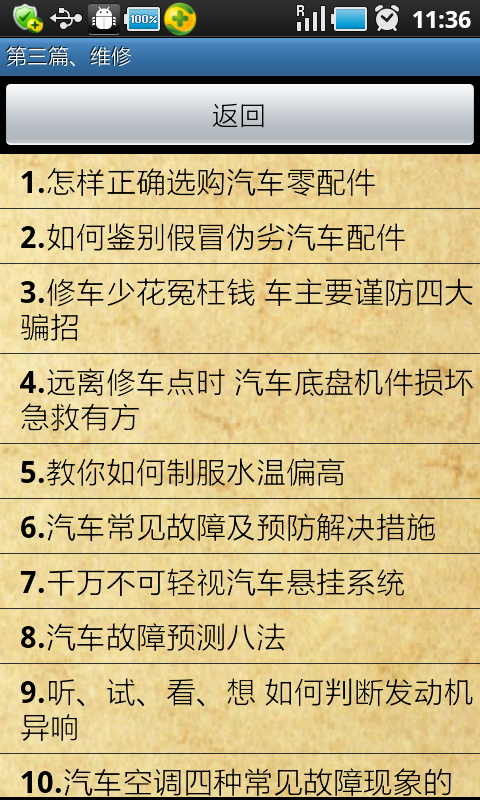 100%
R
11:36
第三篇、维修
返回
1.怎样正确选购汽车零配件
2.如何鉴别假冒伪劣汽车配件
3.修车少花冤枉钱 车主要谨防四大
骗招
4.远离修车点时 汽车底盘机件损坏
急救有方
5.教你如何制服水温偏高
6.汽车常见故障及预防解决措施
7.千万不可轻视汽车悬挂系统
8.汽车故障预测八法
9.听、试、看、想 如何判断发动机
异响
10.汽车空调四种常见故障现象的